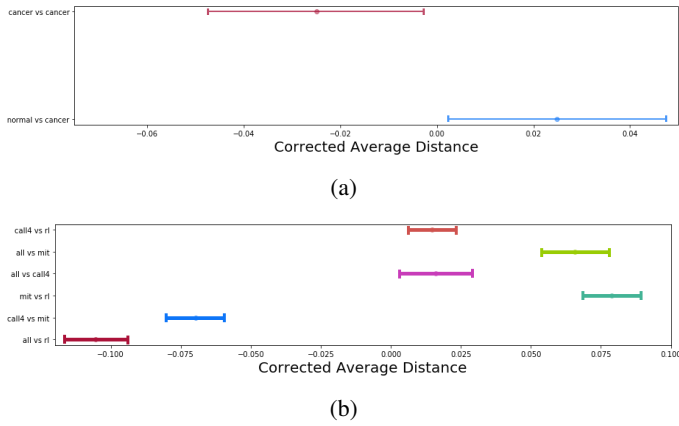 cancer vs cancer
normal vs cancer
−0.06 −0.04 −0.02 0.00 0.02 0.04
Corrected Average Distance
(a)
call4 vs rl
all vs mit
all vs call4
mit vs rl
call4 vs mit
all vs rl
−0.100 −0.075 −0.050 −0.025 0.000 0.025 0.050 0.075 0.100
Corrected Average Distance
(b)